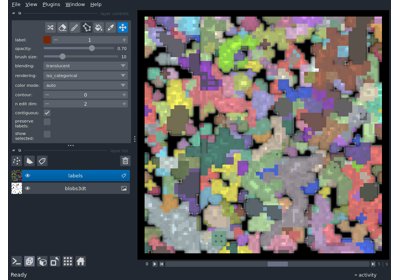 File View Plugins Window Help
label: 1
opacity: 0.70
brush size: 10
blending: translucent
rendering: iso_categorical
color mode: auto
contour: 0
n edit dim: 2
contiguous:
preserve labels:
show selected:
labels
blobs3d
Ready
activity